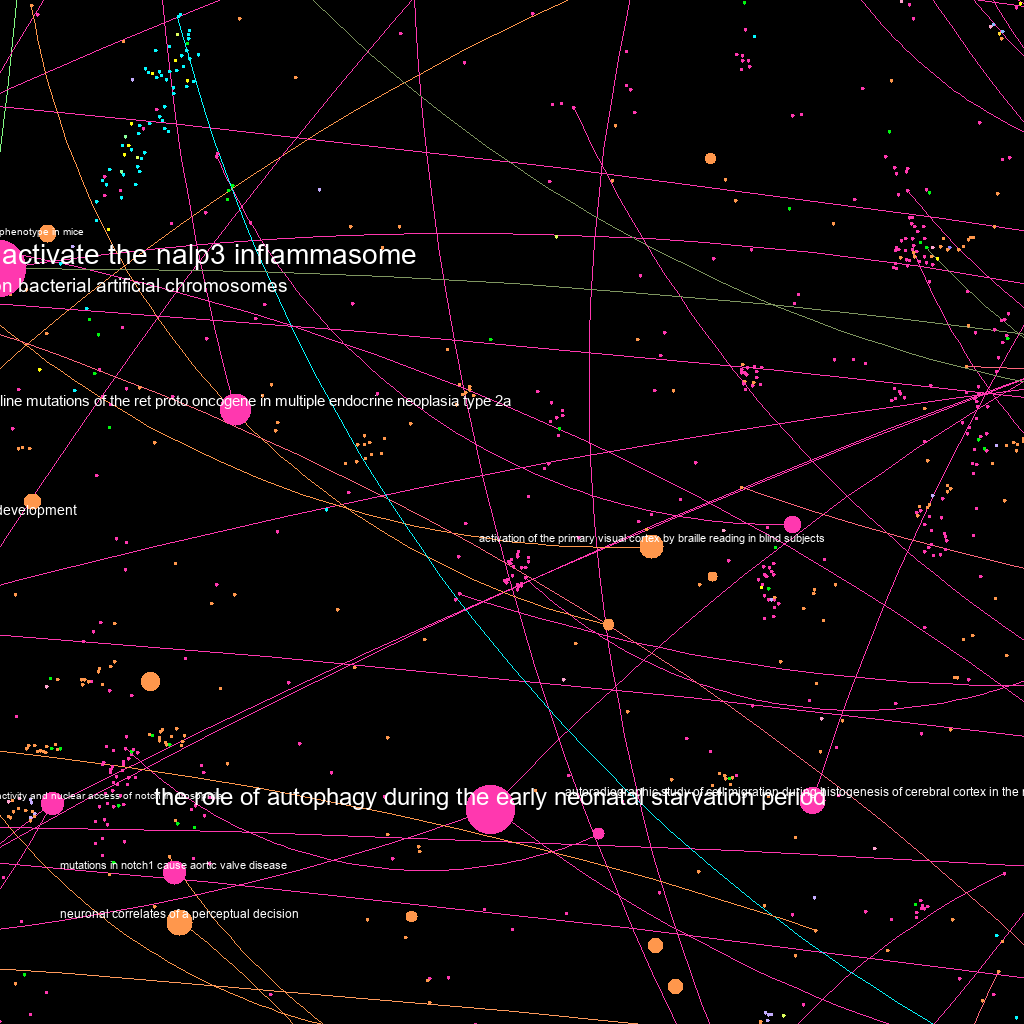 phenotype in mice
activate the nalp3 inflammasome
on bacterial artificial chromosomes
line mutations of the ret proto oncogene in multiple endocrine neoplasia type 2a
development
activation of the primary visual cortex by braille reading in blind subjects
activity and nuclear access of notch
the role of autophagy during the early neonatal starvation period
autoradiographic study of cell migration during histogenesis of cerebral cortex in the
mutations in notch1 cause aortic valve disease
neuronal correlates of a perceptual decision